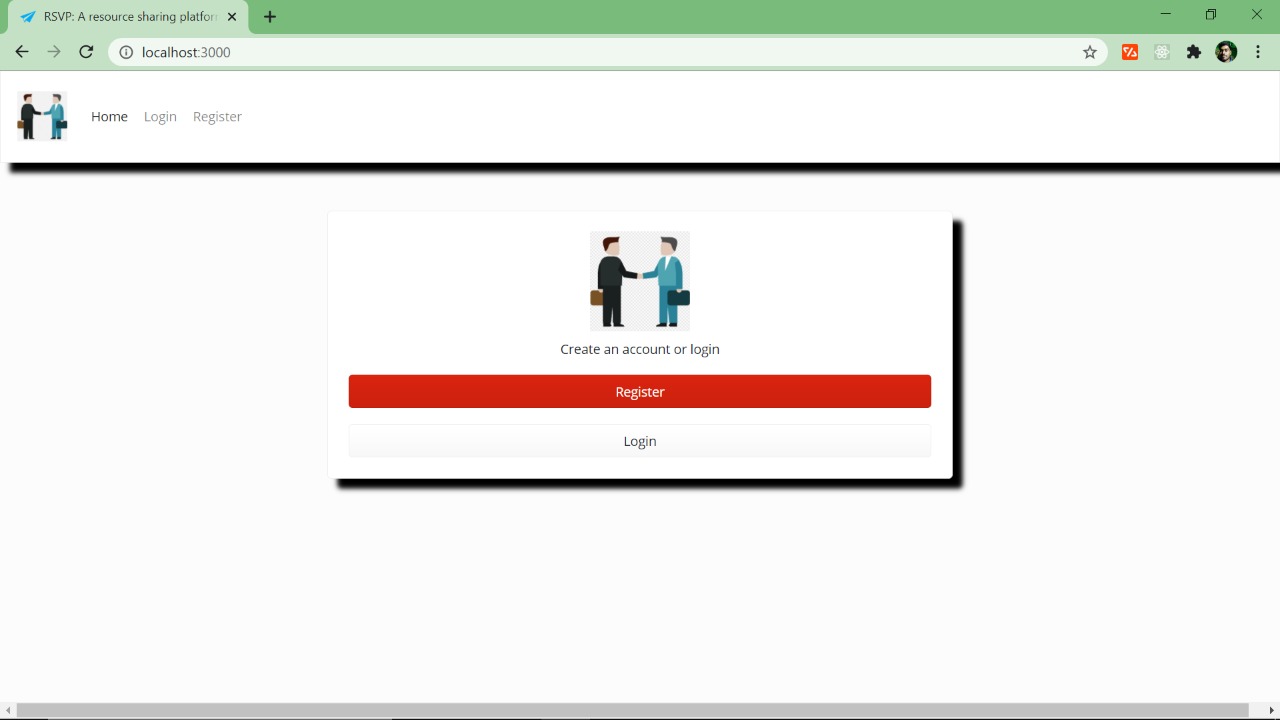 RSVP: A resource sharing platfor
localhost:3000
Home Login Register
Create an account or login
Register
Login